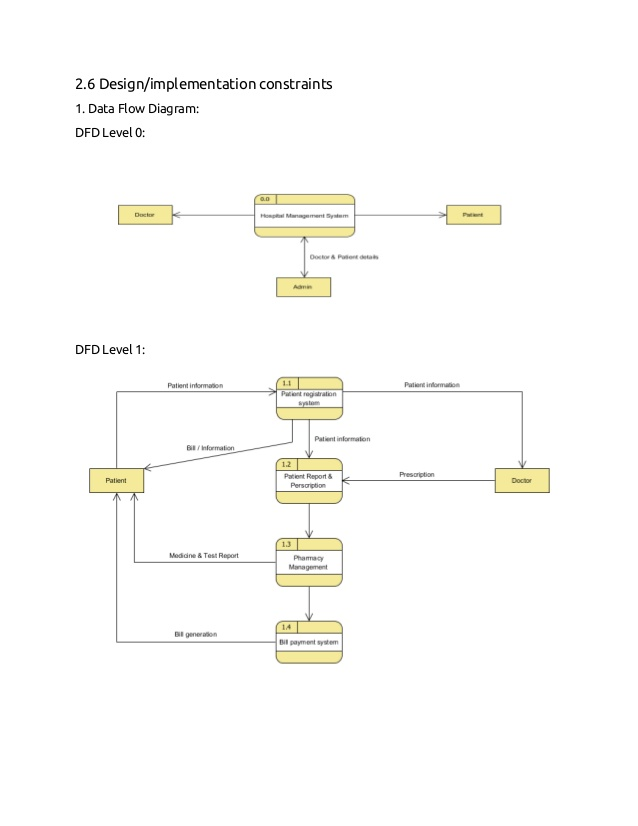 2.6 Design/implementation constraints
1. Data Flow Diagram:
DFD Level 0:
0.0
Doctor
Hospital Management System
Patient
Doctor & Patient details
Admin
DFD Level 1:
1.1
Patient information
Patient information
Patient registration
system
Patient information
Bill / Information
1.2
Patient
Patient Report &
Perscription
Prescription
Doctor
1.3
Medicine & Test Report
Pharmacy
Management
1.4
Bill generation
Bill payment system